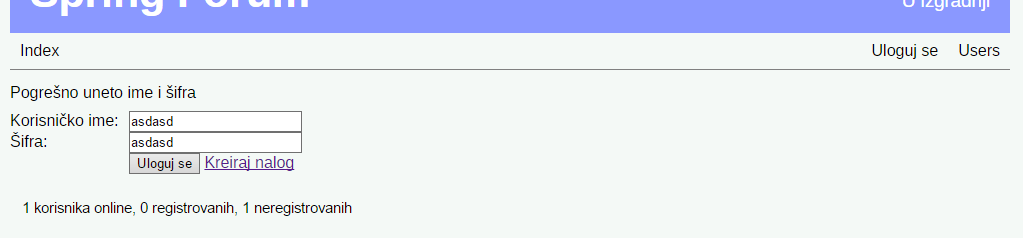 Spring Forum
U izgradnji
Index Uloguj se Users
Pogrešno uneto ime i šifra
Korisničko ime: asdasd
Šifra: asdasd
Uloguj se Kreiraj nalog
1 korisnika online, 0 registrovanih, 1 neregistrovanih